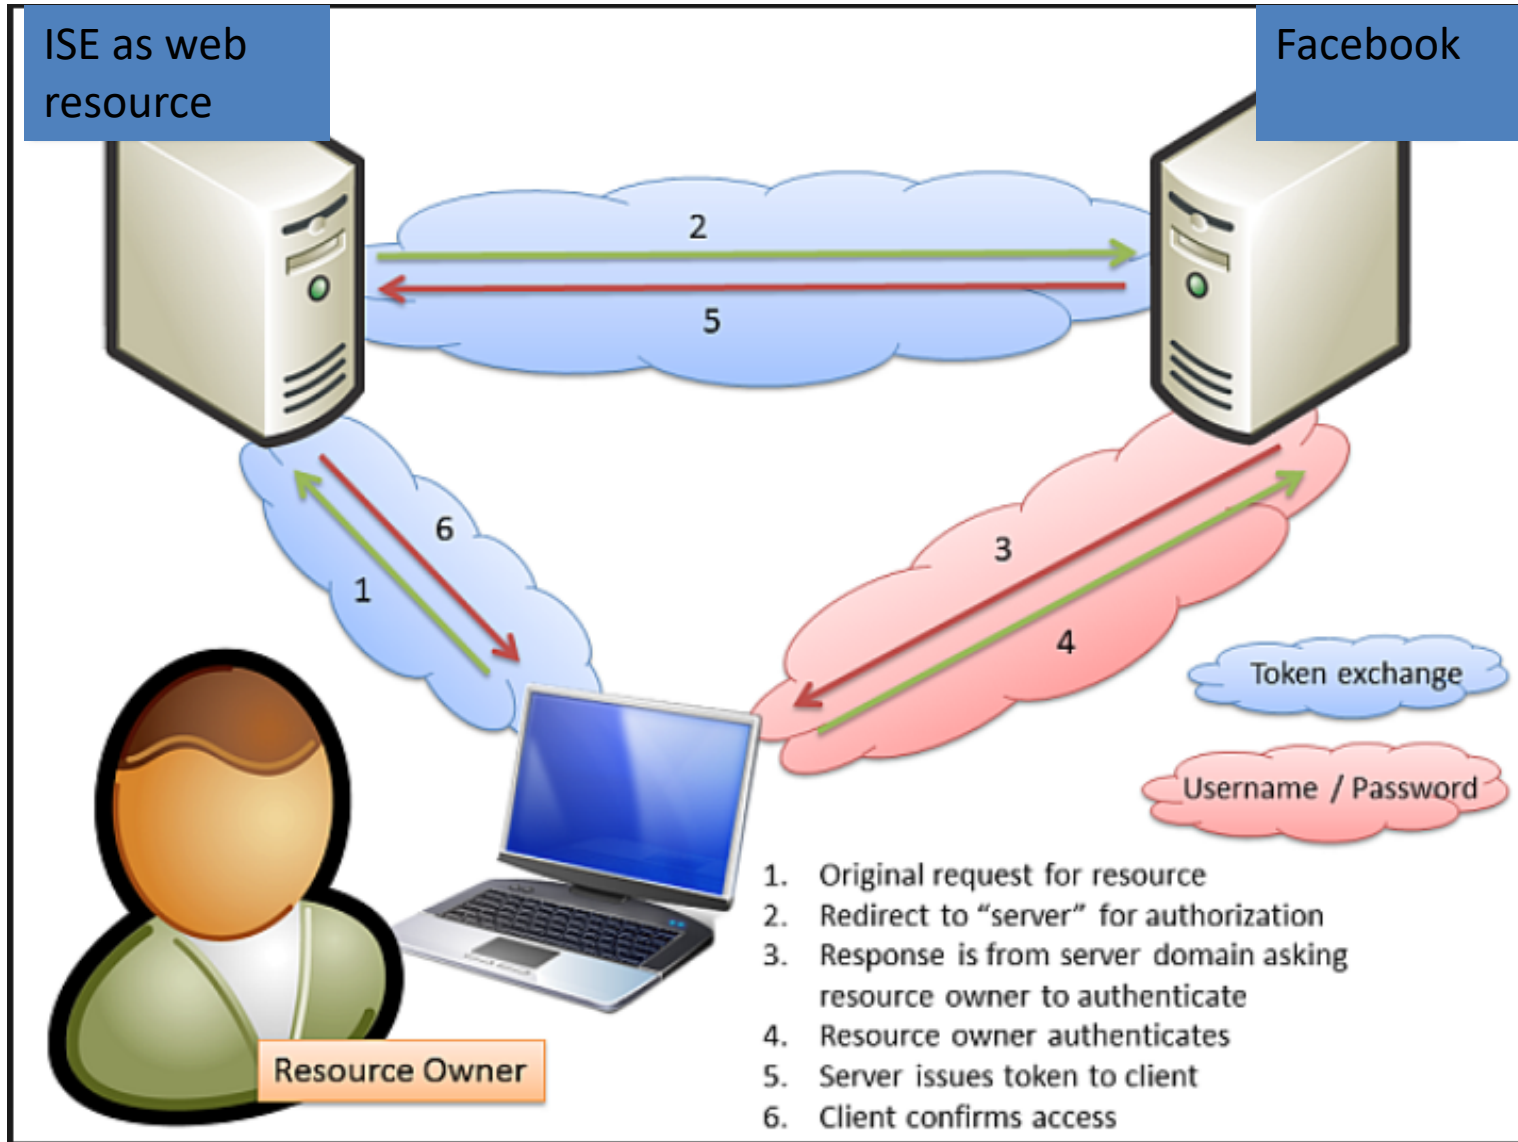 ISE as web
resource
Facebook
2
5
6
1
3
4
Token exchange
Username / Password
1. Original request for resource
2. Redirect to “server” for authorization
3. Response is from server domain asking
resource owner to authenticate
4. Resource owner authenticates
5. Server issues token to client
6. Client confirms access
Resource Owner